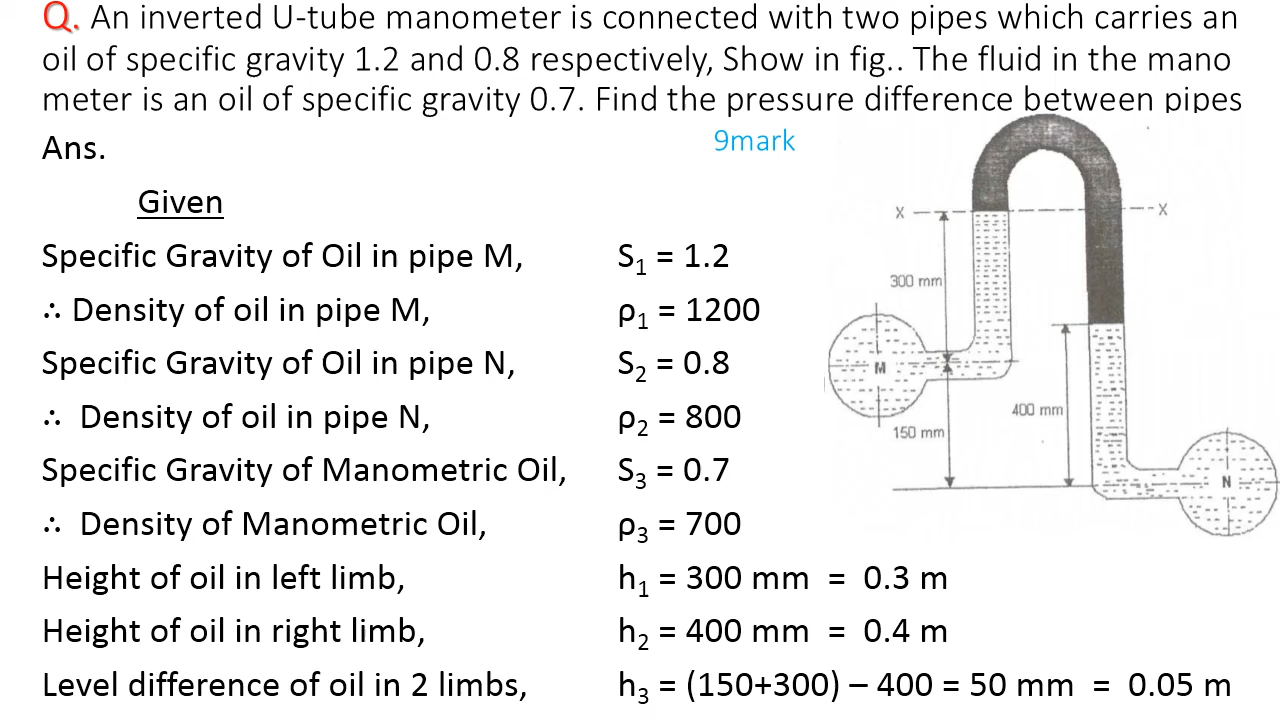 Q. An inverted U-tube manometer is connected with two pipes which carries an
oil of specific gravity 1.2 and 0.8 respectively, Show in fig.. The fluid in the mano
meter is an oil of specific gravity 0.7. Find the pressure difference between pipes
Ans.
9mark
Given
X
X
Specific Gravity of Oil in pipe M, S₁ = 1.2
300 mm
∴ Density of oil in pipe M, ρ₁ = 1200
Specific Gravity of Oil in pipe N, S₂ = 0.8
M
∴ Density of oil in pipe N, ρ₂ = 800
400 mm
150 mm
Specific Gravity of Manometric Oil, S₃ = 0.7
N
∴ Density of Manometric Oil, ρ₃ = 700
Height of oil in left limb, h₁ = 300 mm = 0.3 m
Height of oil in right limb, h₂ = 400 mm = 0.4 m
Level difference of oil in 2 limbs, h₃ = (150+300) – 400 = 50 mm = 0.05 m